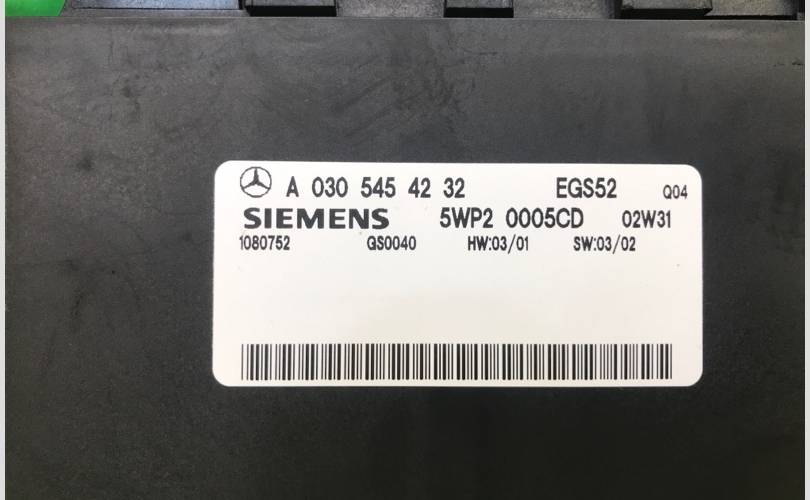 A 030 545 42 32 EGS52 Q04
SIEMENS 5WP2 0005CD 02W31
1080752 GS0040 HW:03/01 SW:03/02